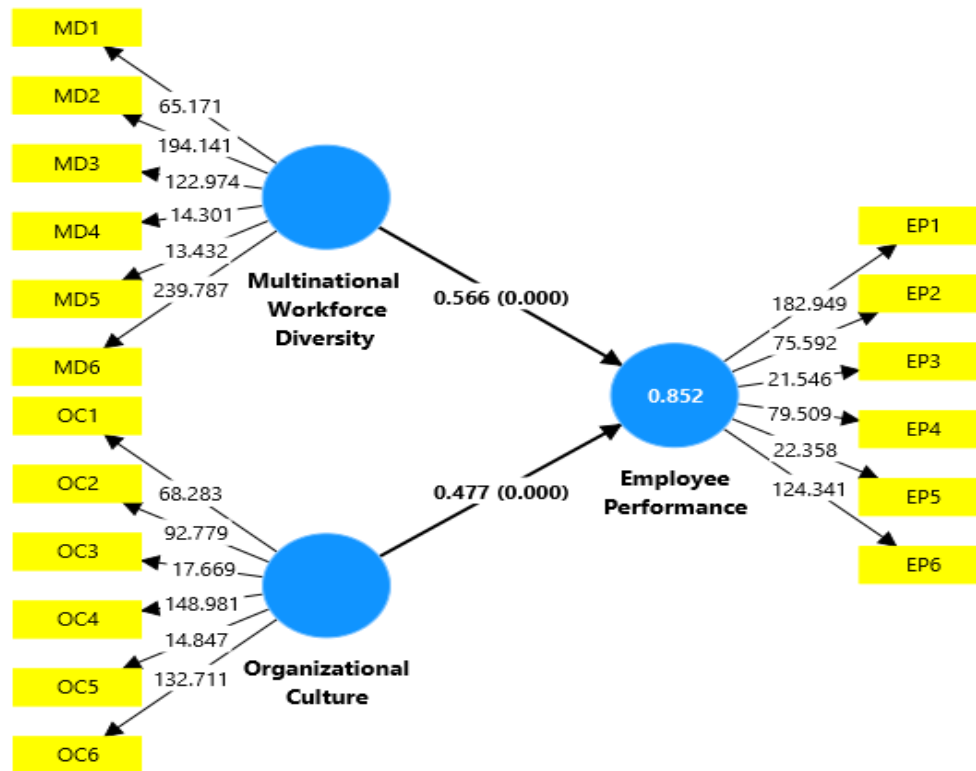 MD1
MD2
MD3
MD4
MD5
MD6
65.171
194.141
122.974
14.301
13.432
239.787
Multinational
Workforce
Diversity
OC1
OC2
OC3
OC4
OC5
OC6
68.283
92.779
17.669
148.981
14.847
132.711
Organizational
Culture
0.566 (0.000)
0.477 (0.000)
0.852
Employee
Performance
182.949
75.592
21.546
79.509
22.358
124.341
EP1
EP2
EP3
EP4
EP5
EP6